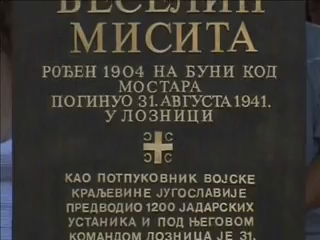 ВЕСЕЛИН
МИСИТА
РОЂЕН 1904 НА БУНИ КОД
МОСТАРА
ПОГИНУО 31. АВГУСТА 1941.
У ЛОЗНИЦИ
КАО ПОТПУКОВНИК ВОЈСКЕ
КРАЉЕВИНЕ ЈУГОСЛАВИЈЕ
ПРЕДВОДИО 1200 ЈАДАРСКИХ
УСТАНИКА И ПОД ЊЕГОВОМ
КОМАНДОМ ЛОЗНИЦА ЈЕ 31.